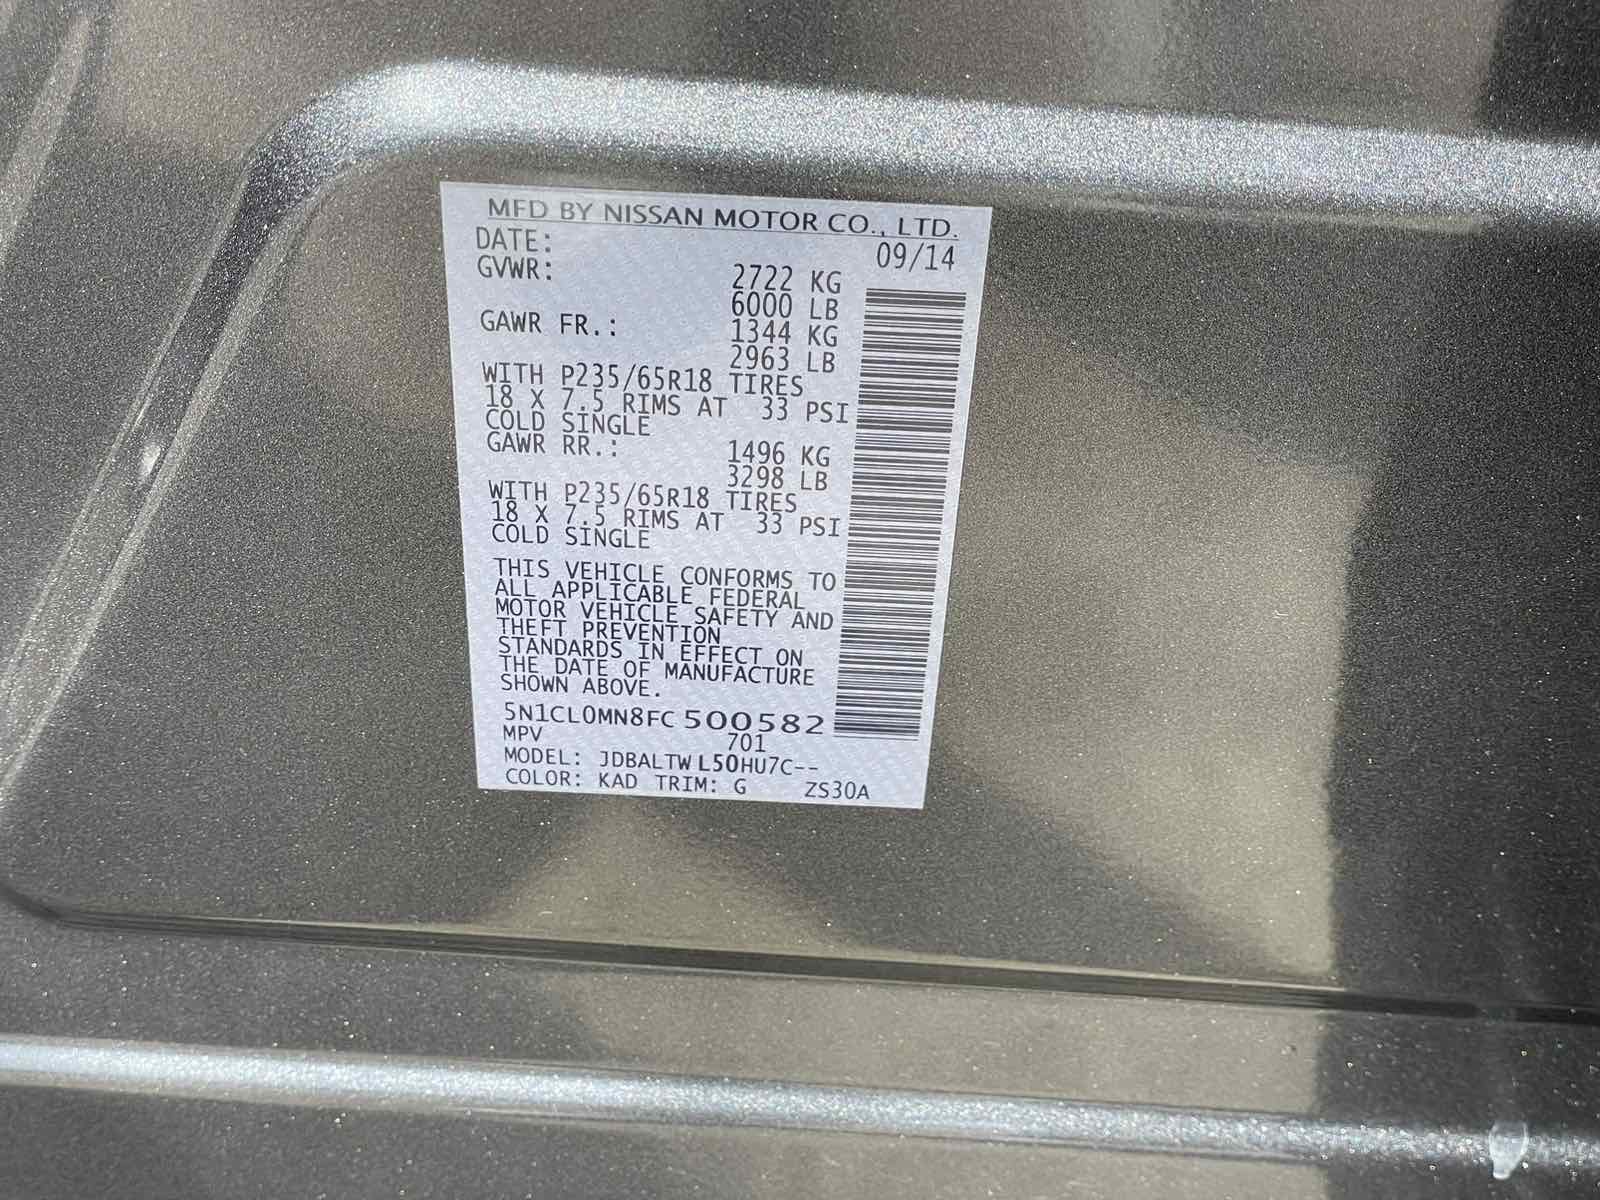 MFD BY NISSAN MOTOR CO., LTD.
DATE: 09/14
GVWR: 2722 KG
6000 LB
GAWR FR.: 1344 KG
2963 LB
WITH P235/65R18 TIRES
18 X 7.5 RIMS AT 33 PSI
COLD SINGLE
GAWR RR.: 1496 KG
3298 LB
WITH P235/65R18 TIRES
18 X 7.5 RIMS AT 33 PSI
COLD SINGLE
THIS VEHICLE CONFORMS TO
ALL APPLICABLE FEDERAL
MOTOR VEHICLE SAFETY AND
THEFT PREVENTION
STANDARDS IN EFFECT ON
THE DATE OF MANUFACTURE
SHOWN ABOVE.
5N1CL0MN8FC500582
MPV 701
MODEL: JDBALTWL50HU7C--
COLOR: KAD TRIM: G ZS30A